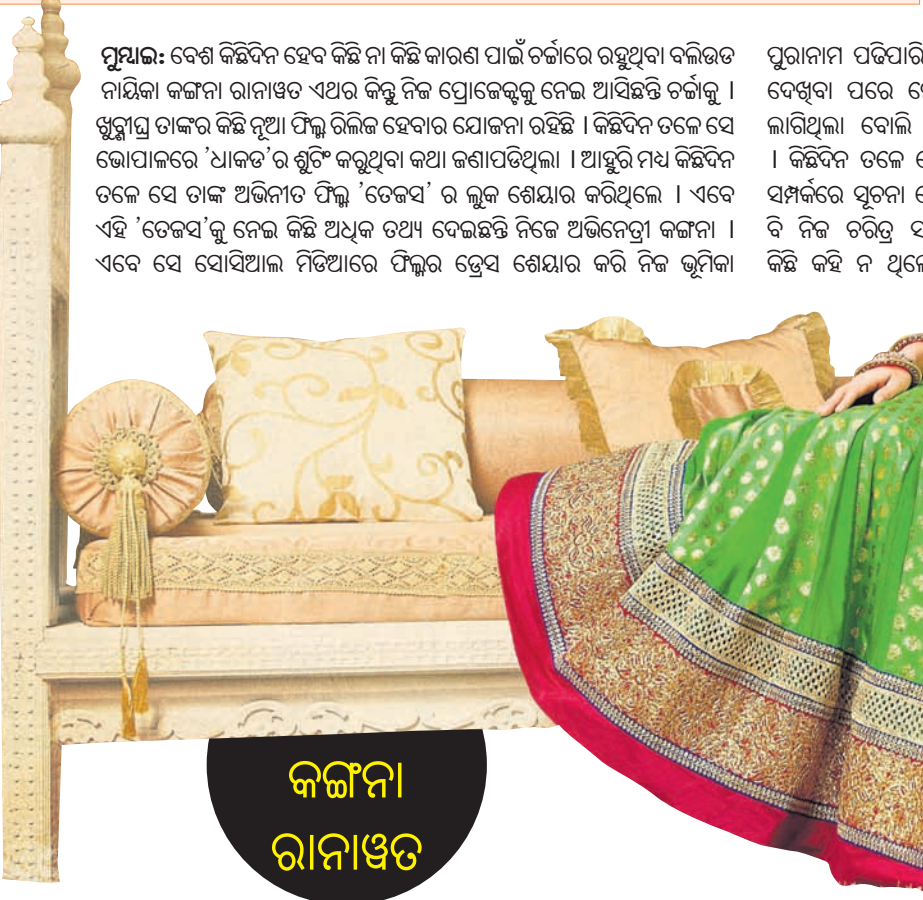 ମୁମ୍ବାଇ: ବେଶ କିଛିଦିନ ହେବ କିଛି ନା କିଛି କାରଣ ପାଇଁ ଚର୍ଚ୍ଚାରେ ରହୁଥିବା ବଲିଉଡ
ନାୟିକା କଙ୍ଗନା ରାନାୱତ ଏଥର କିନ୍ତୁ ନିଜ ପ୍ରୋଜେକ୍ଟକୁ ନେଇ ଆସିଛନ୍ତି ଚର୍ଚ୍ଚାକୁ ।
ଖୁବ୍ଶୀଘ୍ର ତାଙ୍କର କିଛି ନୂଆ ଫିଲ୍ମ ରିଲିଜ ହେବାର ଯୋଜନା ରହିଛି । କିଛିଦିନ ତଳେ ସେ
ଭୋପାଳରେ 'ଧାକଡ'ର ଶୁଟିଂ କରୁଥିବା କଥା ଜଣାପଡିଥିଲା । ଆହୁରି ମଧ୍ୟ କିଛିଦିନ
ତଳେ ସେ ତାଙ୍କ ଅଭିନୀତ ଫିଲ୍ମ 'ତେଜସ' ର ଲୁକ ଶେୟାର କରିଥିଲେ । ଏବେ
ଏହି 'ତେଜସ'କୁ ନେଇ କିଛି ଅଧିକ ତଥ୍ୟ ଦେଇଛନ୍ତି ନିଜେ ଅଭିନେତ୍ରୀ କଙ୍ଗନା ।
ଏବେ ସେ ସୋସିଆଲ ମିଡିଆରେ ଫିଲ୍ମର ଡ୍ରେସ ଶେୟାର କରି ନିଜ ଭୂମିକା
ପୁରାନାମ ପଢିପାରି
ଦେଖିବା ପରେ
ଲାଗିଥିଲା ବୋଲି
। କିଛିଦିନ ତଳେ
ସମ୍ପର୍କରେ ସୂଚନା
ବି ନିଜ ଚରିତ୍ର
କିଛି କହି ନ ଥିଲେ
କଙ୍ଗନା
ରାନାୱତ